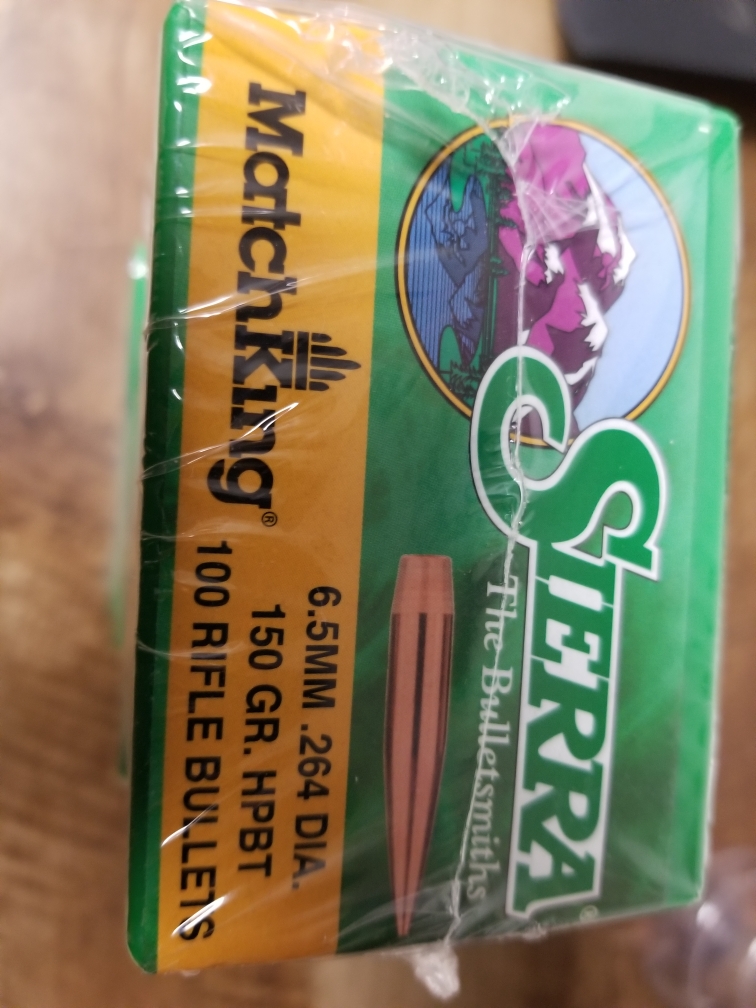 SIERRA®
The Bulletsmiths
MatchKing®
6.5MM .264 DIA.
150 GR. HPBT
100 RIFLE BULLETS